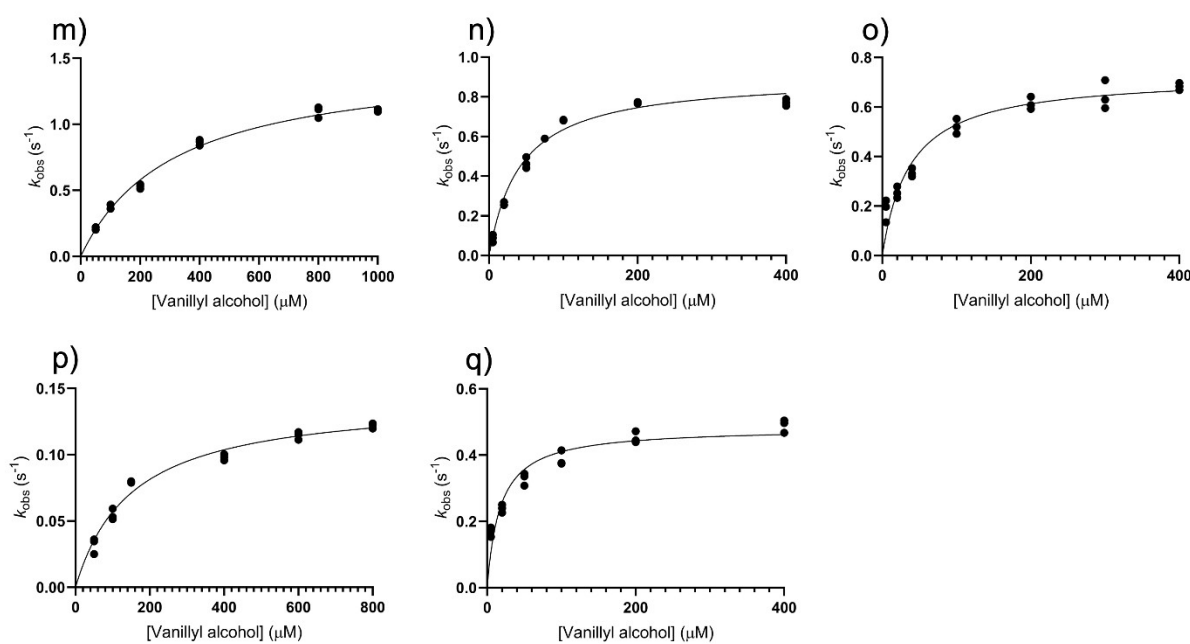 m)
1.5
1.0
0.5
0.0
k_obs (s⁻¹)
0 200 400 600 800 1000
[Vanillyl alcohol] (μM)
n)
1.0
0.8
0.6
0.4
0.2
0.0
k_obs (s⁻¹)
0 200 400
[Vanillyl alcohol] (μM)
o)
0.8
0.6
0.4
0.2
0.0
k_obs (s⁻¹)
0 100 200 300 400
[Vanillyl alcohol] (μM)
p)
0.15
0.10
0.05
0.00
k_obs (s⁻¹)
0 200 400 600 800
[Vanillyl alcohol] (μM)
q)
0.6
0.4
0.2
0.0
k_obs (s⁻¹)
0 200 400
[Vanillyl alcohol] (μM)